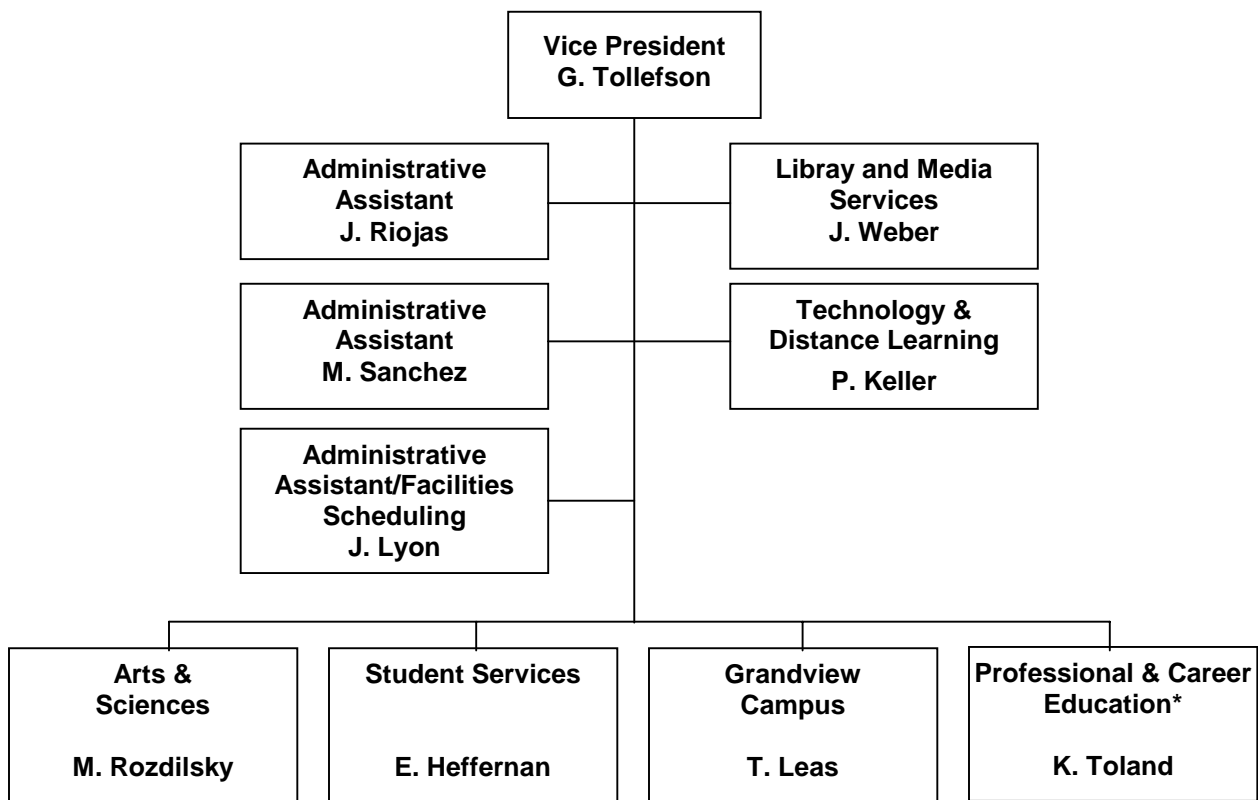 Vice President
G. Tollefson
Administrative
Assistant
J. Riojas
Libray and Media
Services
J. Weber
Administrative
Assistant
M. Sanchez
Technology &
Distance Learning
P. Keller
Administrative
Assistant/Facilities
Scheduling
J. Lyon
Arts &
Sciences
M. Rozdilsky
Student Services
E. Heffernan
Grandview
Campus
T. Leas
Professional & Career
Education*
K. Toland